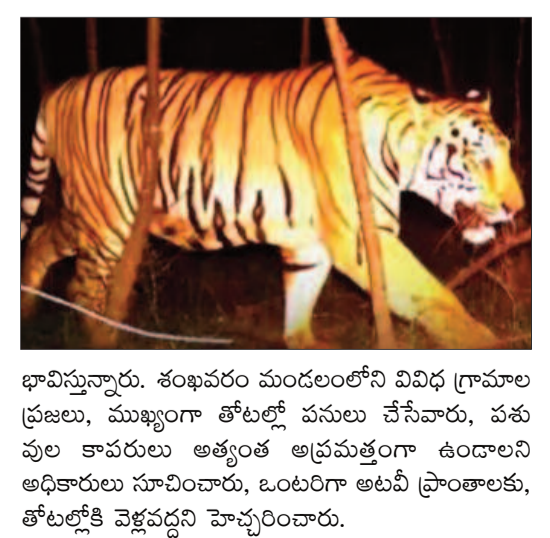 భావిస్తున్నారు. శంఖవరం మండలంలోని వివిధ గ్రామాల
ప్రజలు, ముఖ్యంగా తోటల్లో పనులు చేసేవారు, పశు
వుల కాపరులు అత్యంత అప్రమత్తంగా ఉండాలని
అధికారులు సూచించారు, ఒంటరిగా అటవీ ప్రాంతాలకు,
తోటల్లోకి వెళ్లవద్దని హెచ్చరించారు.